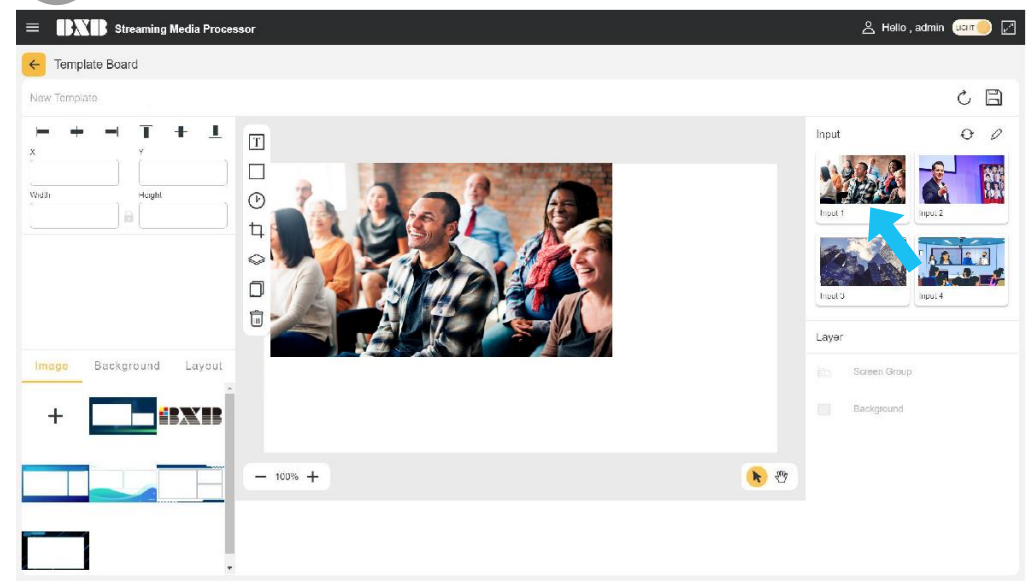 BXB Streaming Media Processor
Hello , admin LIGHT
Template Board
New Template
X Y
Width Height
T
Input
Input 1 Input 2
Input 3 Input 4
Layer
Screen Group
Background
Image Background Layout
BXB
100%